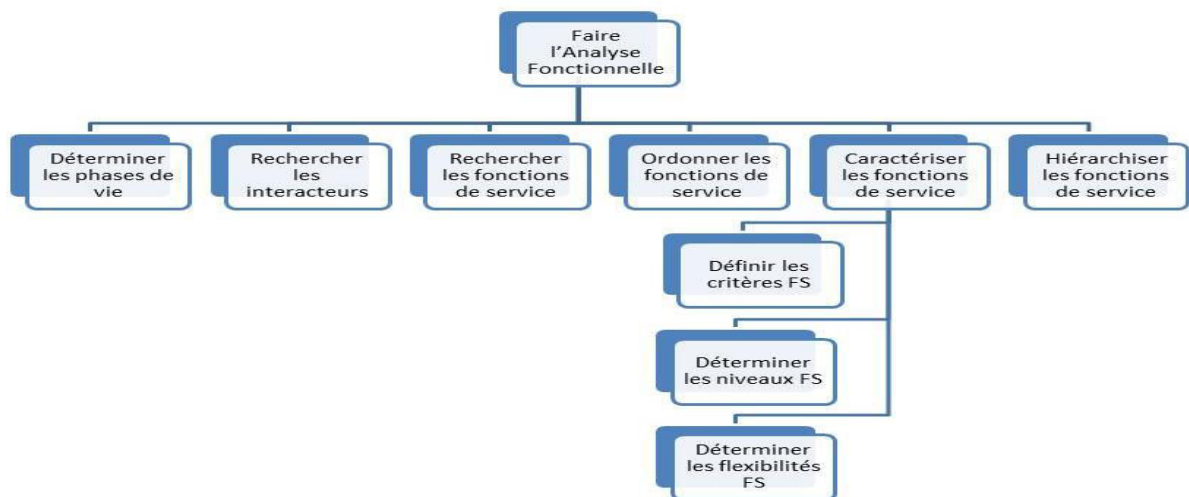 Faire
l'Analyse
Fonctionnelle
Déterminer
les phases de
vie
Rechercher
les
interacteurs
Rechercher
les fonctions
de service
Ordonner les
fonctions de
service
Caractériser
les fonctions
de service
Hiérarchiser
les fonctions
de service
Définir les
critères FS
Déterminer
les niveaux FS
Déterminer
les flexibilités
FS